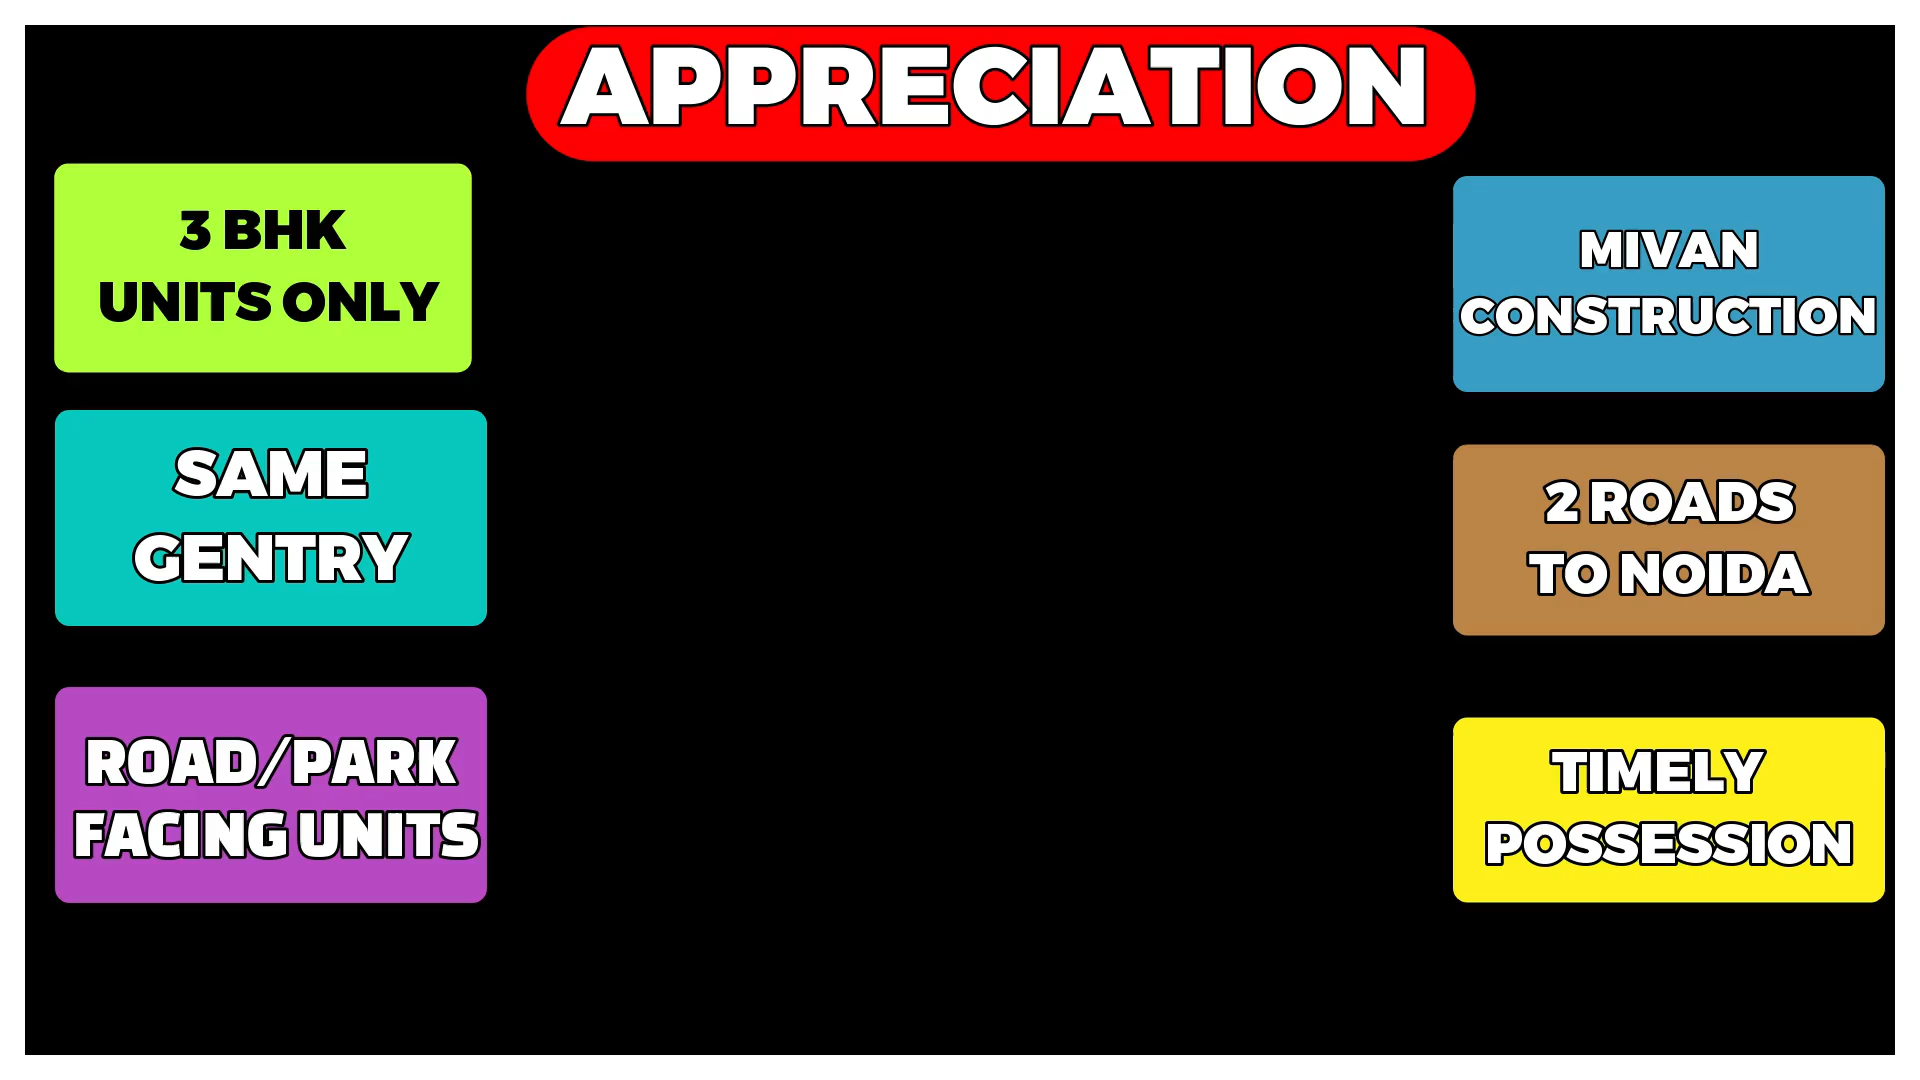 APPRECIATION
3 BHK
UNITS ONLY
SAME
GENTRY
ROAD/PARK
FACING UNITS
MIVAN
CONSTRUCTION
2 ROADS
TO NOIDA
TIMELY
POSSESSION